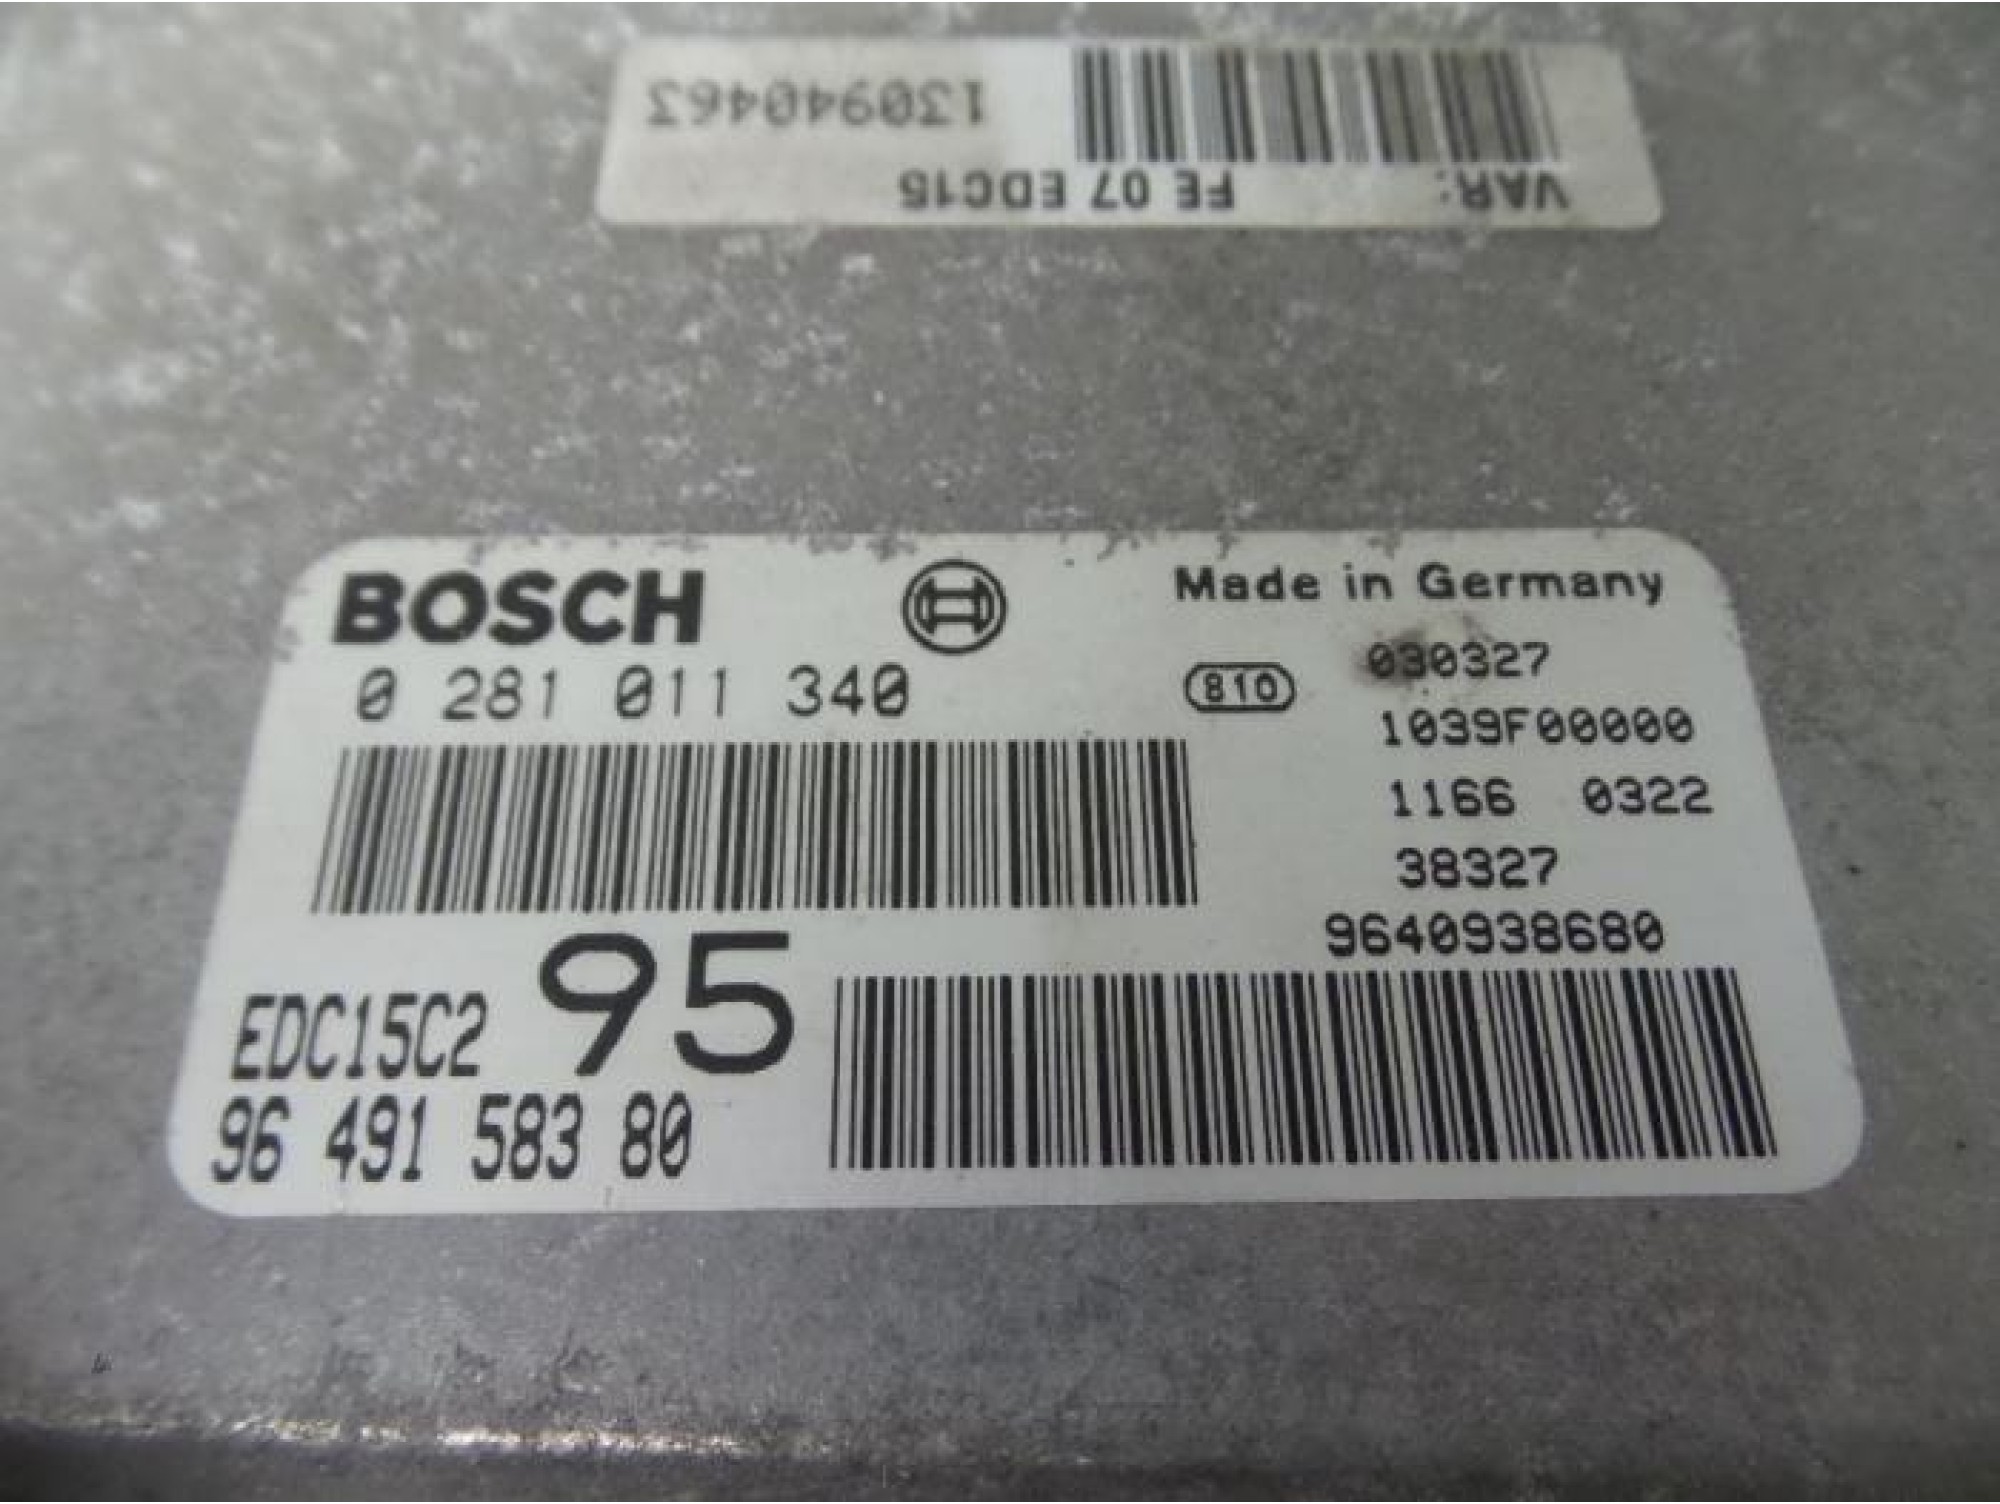 130940463
VAR: FE 07 EDC15
BOSCH
Made in Germany
0 281 011 340
810
030327
1039F00000
1166 0322
38327
9640938680
EDC15C2 95
96 491 583 80